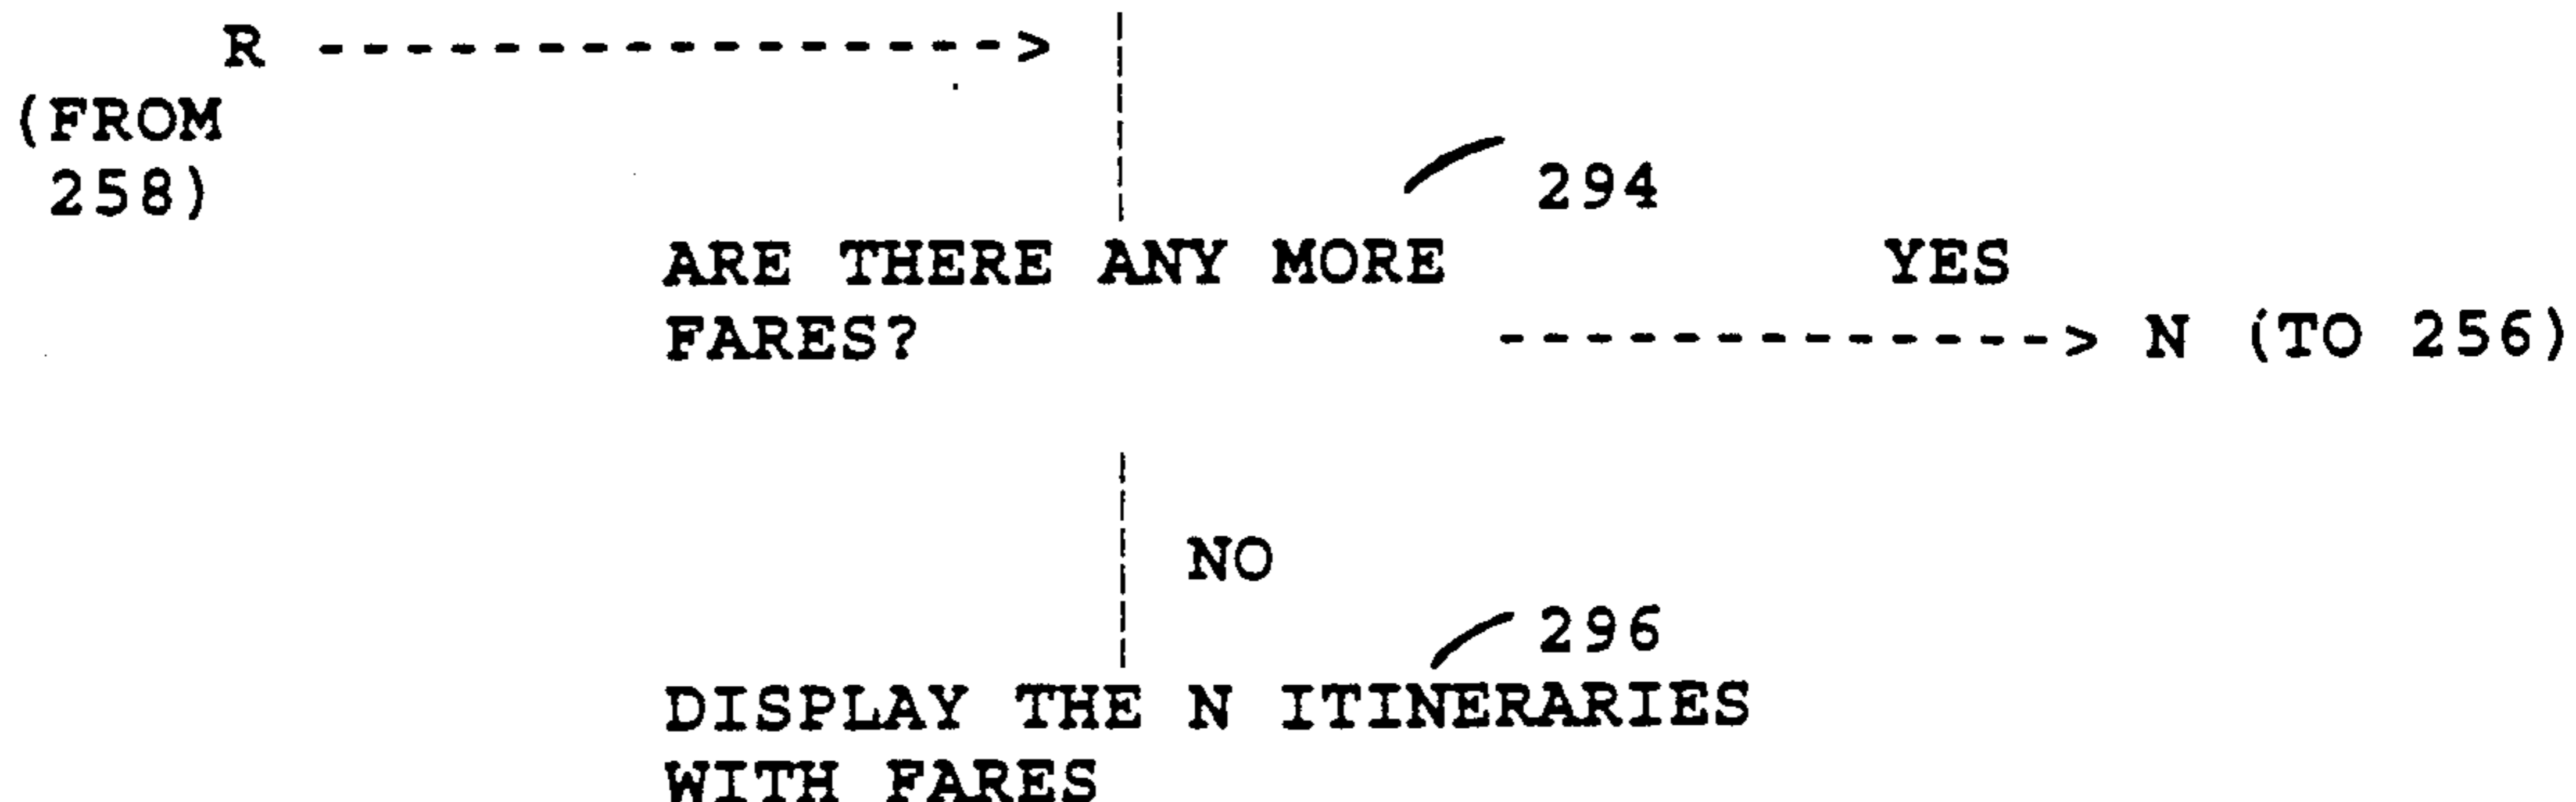 R ----------------->
(FROM
258)
294
ARE THERE ANY MORE YES
FARES? -------------> N (TO 256)
NO
296
DISPLAY THE N ITINERARIES
WITH FARES